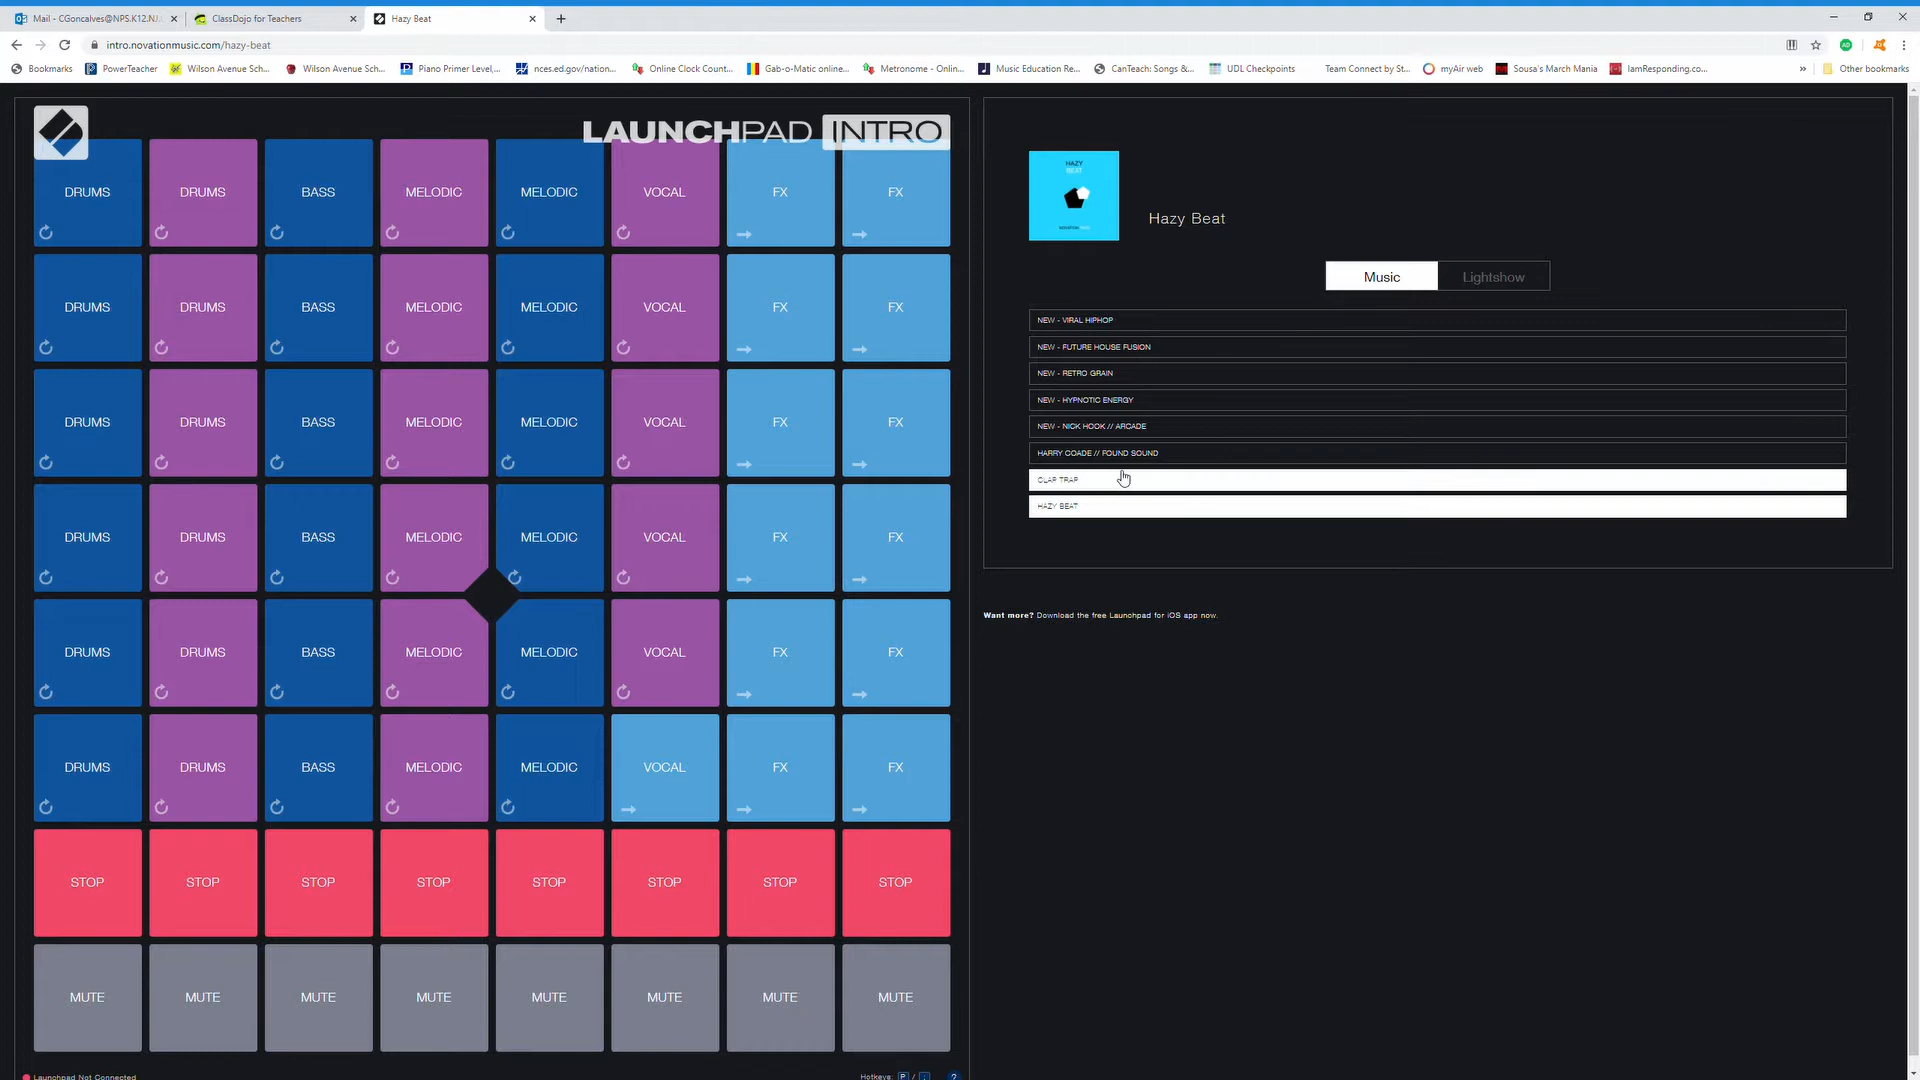 Mail - CGoncalves@NPS.K12.NJ
ClassDojo for Teachers
Hazy Beat
intro.novationmusic.com/hazy-beat
Bookmarks
PowerTeacher
Wilson Avenue Sch...
Wilson Avenue Sch...
Piano Primer Level,...
nces.ed.gov/nation...
Online Clock Count...
Gab-o-Matic online...
Metronome - Onlin...
Music Education Re...
CanTeach: Songs &...
UDL Checkpoints
Team Connect by St...
myAir web
Sousa's March Mania
IamResponding.co...
»
Other bookmarks
LAUNCHPAD INTRO
DRUMS DRUMS BASS MELODIC MELODIC VOCAL FX FX
DRUMS DRUMS BASS MELODIC MELODIC VOCAL FX FX
DRUMS DRUMS BASS MELODIC MELODIC VOCAL FX FX
DRUMS DRUMS BASS MELODIC MELODIC VOCAL FX FX
DRUMS DRUMS BASS MELODIC MELODIC VOCAL FX FX
DRUMS DRUMS BASS MELODIC MELODIC VOCAL FX FX
STOP STOP STOP STOP STOP STOP STOP STOP
MUTE MUTE MUTE MUTE MUTE MUTE MUTE MUTE
Launchpad Not Connected
Hotkeys: P / : ?
HAZY
BEAT
Hazy Beat
Music Lightshow
NEW - VIRAL HIPHOP
NEW - FUTURE HOUSE FUSION
NEW - RETRO GRAIN
NEW - HYPNOTIC ENERGY
NEW - NICK HOOK // ARCADE
HARRY COADE // FOUND SOUND
CLAP TRAP
HAZY BEAT
Want more? Download the free Launchpad for iOS app now.